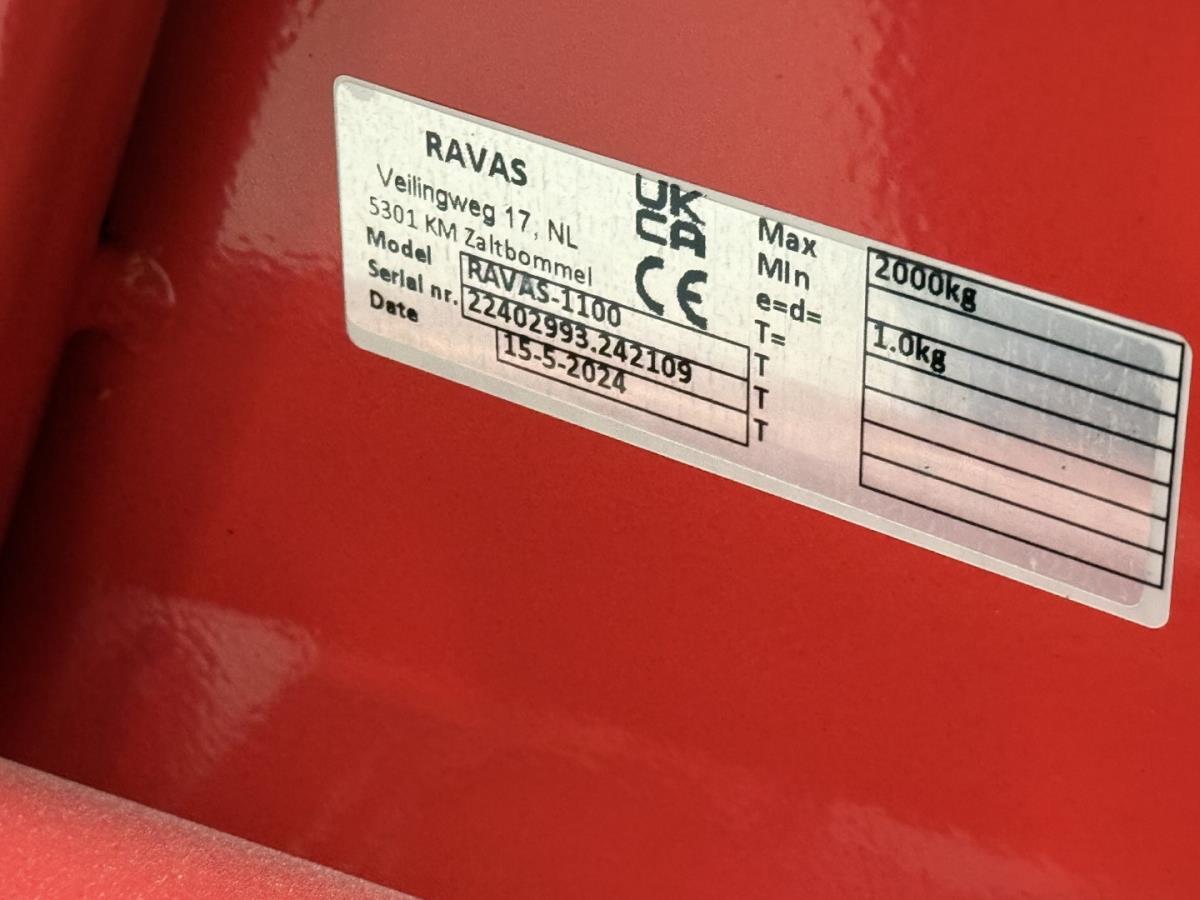 RAVAS
Veilingweg 17, NL
5301 KM Zaltbommel
Model RAVAS-1100
Serial nr. 22402993.242109
Date 15-5-2024
UK
CA
CE
Max 2000kg
Min
e=d= 1.0kg
T=
T
T
T